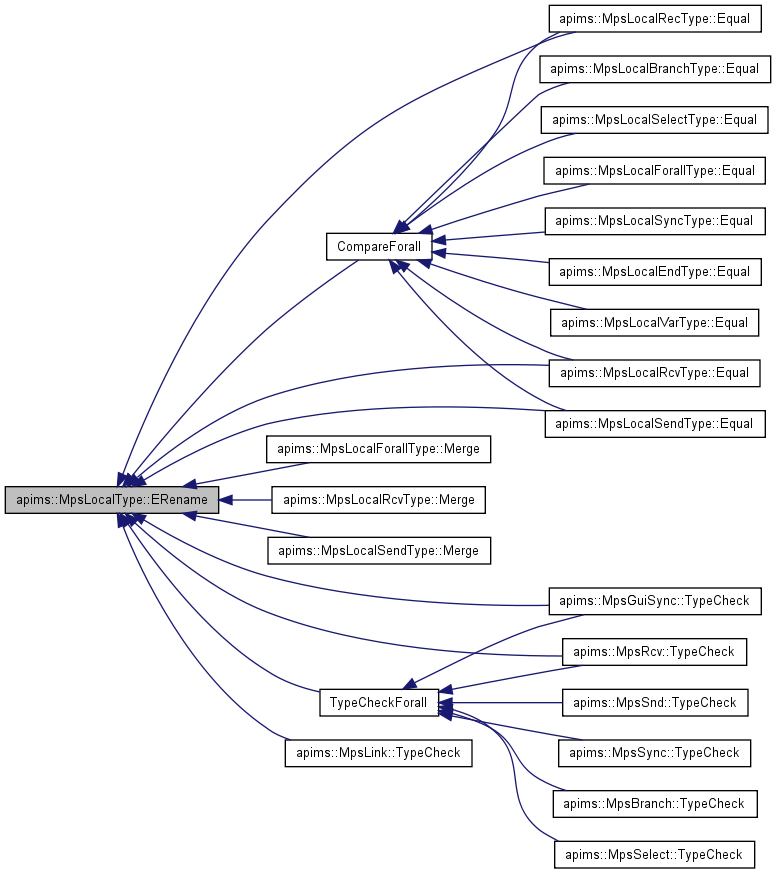 apims::MpsLocalRecType::Equal
apims::MpsLocalBranchType::Equal
apims::MpsLocalSelectType::Equal
apims::MpsLocalForallType::Equal
apims::MpsLocalSyncType::Equal
CompareForall
apims::MpsLocalEndType::Equal
apims::MpsLocalVarType::Equal
apims::MpsLocalRcvType::Equal
apims::MpsLocalSendType::Equal
apims::MpsLocalForallType::Merge
apims::MpsLocalType::ERename
apims::MpsLocalRcvType::Merge
apims::MpsLocalSendType::Merge
apims::MpsGuiSync::TypeCheck
apims::MpsRcv::TypeCheck
TypeCheckForall
apims::MpsSnd::TypeCheck
apims::MpsLink::TypeCheck
apims::MpsSync::TypeCheck
apims::MpsBranch::TypeCheck
apims::MpsSelect::TypeCheck